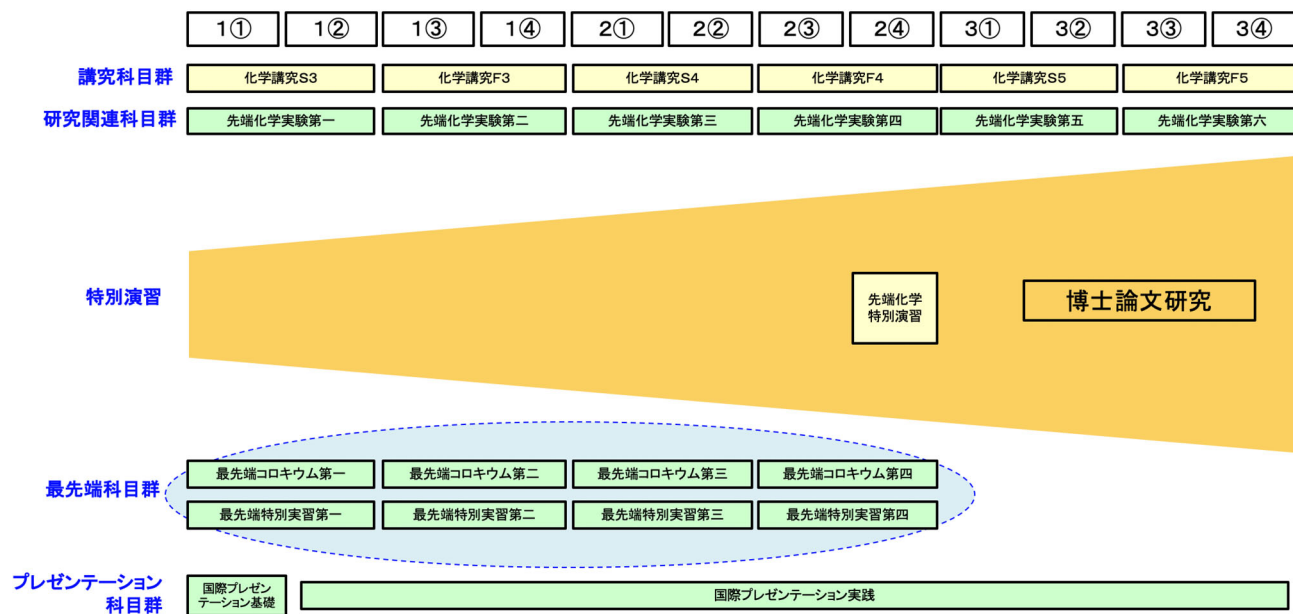 1① 1② 1③ 1④ 2① 2② 2③ 2④ 3① 3② 3③ 3④
講究科目群 化学講究S3 化学講究F3 化学講究S4 化学講究F4 化学講究S5 化学講究F5
研究関連科目群 先端化学実験第一 先端化学実験第二 先端化学実験第三 先端化学実験第四 先端化学実験第五 先端化学実験第六
特別演習
先端化学
特別演習
博士論文研究
最先端科目群
最先端コロキウム第一 最先端コロキウム第二 最先端コロキウム第三 最先端コロキウム第四
最先端特別実習第一 最先端特別実習第二 最先端特別実習第三 最先端特別実習第四
プレゼンテーション
科目群
国際プレゼン
テーション基礎
国際プレゼンテーション実践